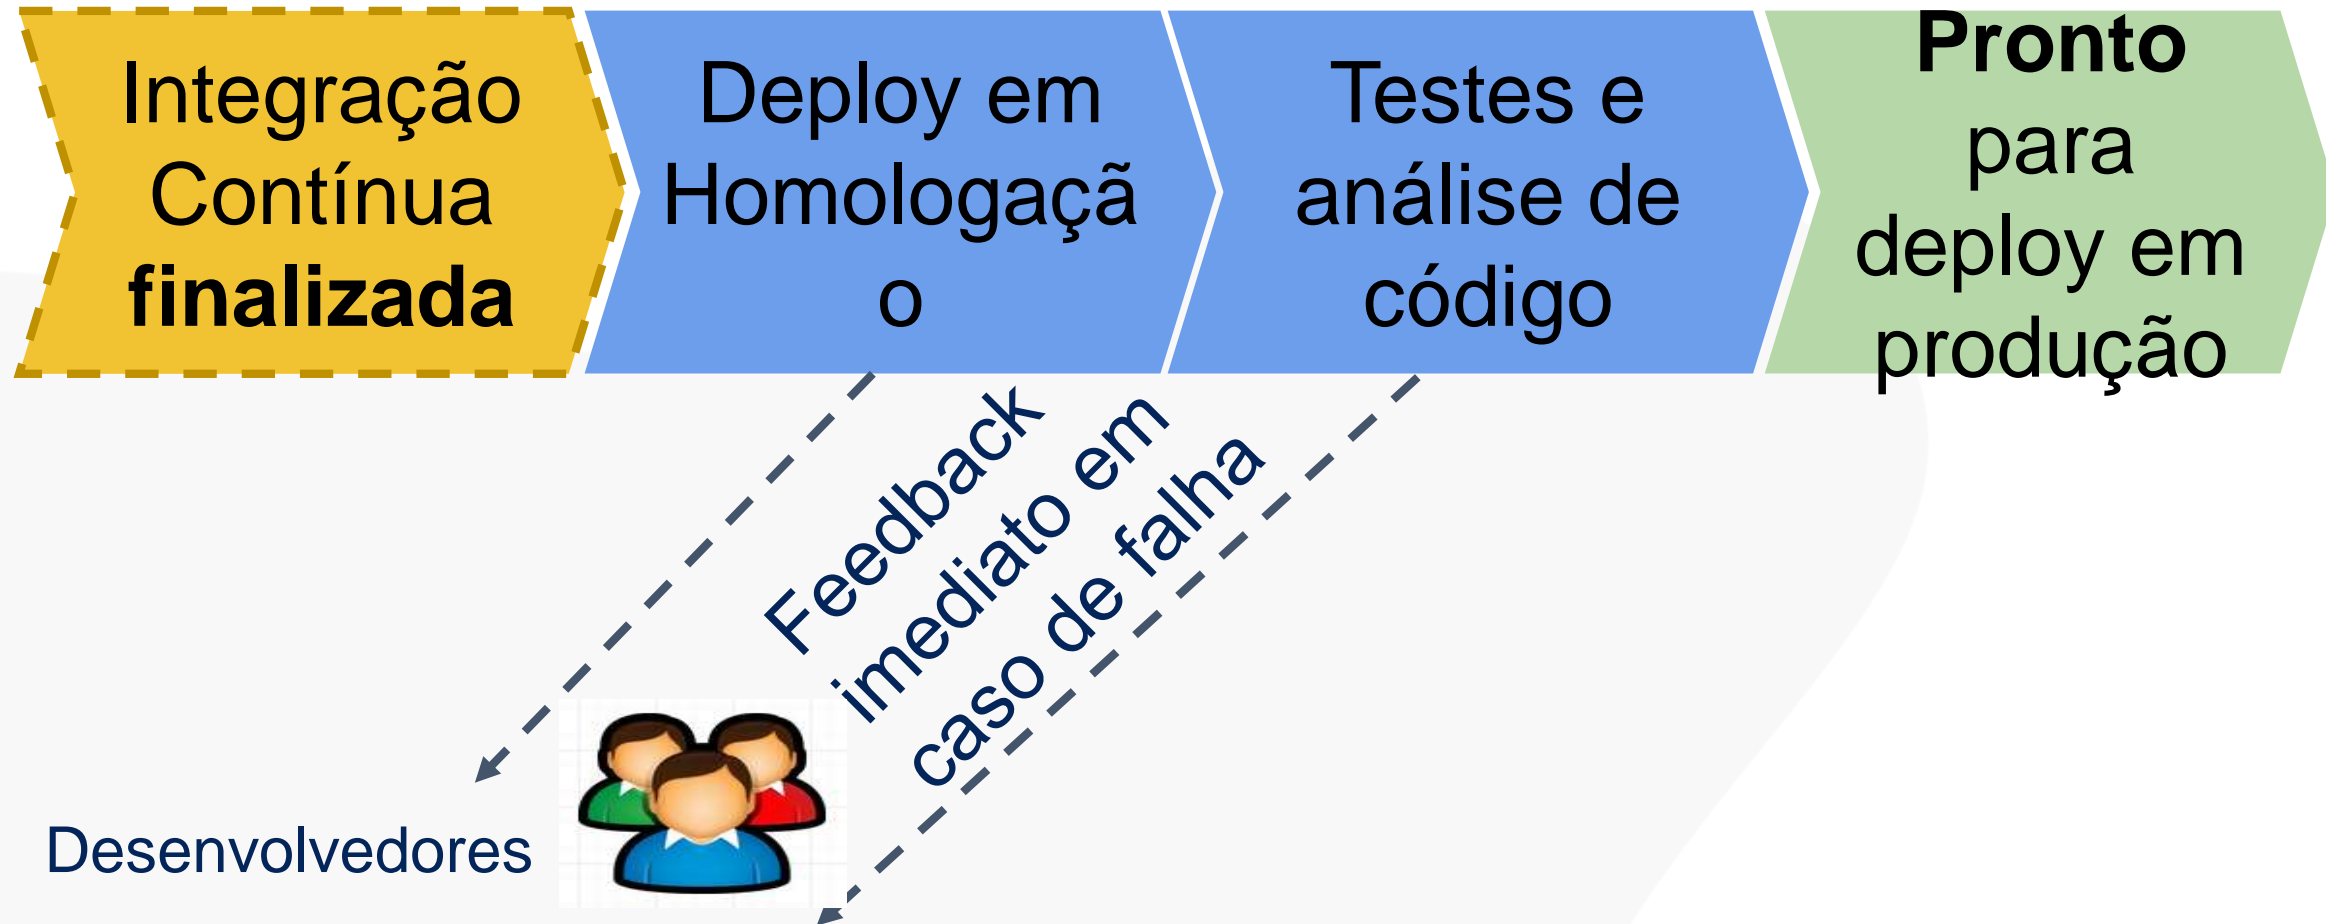 Integração
Contínua
finalizada
Deploy em
Homologaçã
o
Testes e
análise de
código
Pronto
para
deploy em
produção
Feedback
imediato em
caso de falha
Desenvolvedores